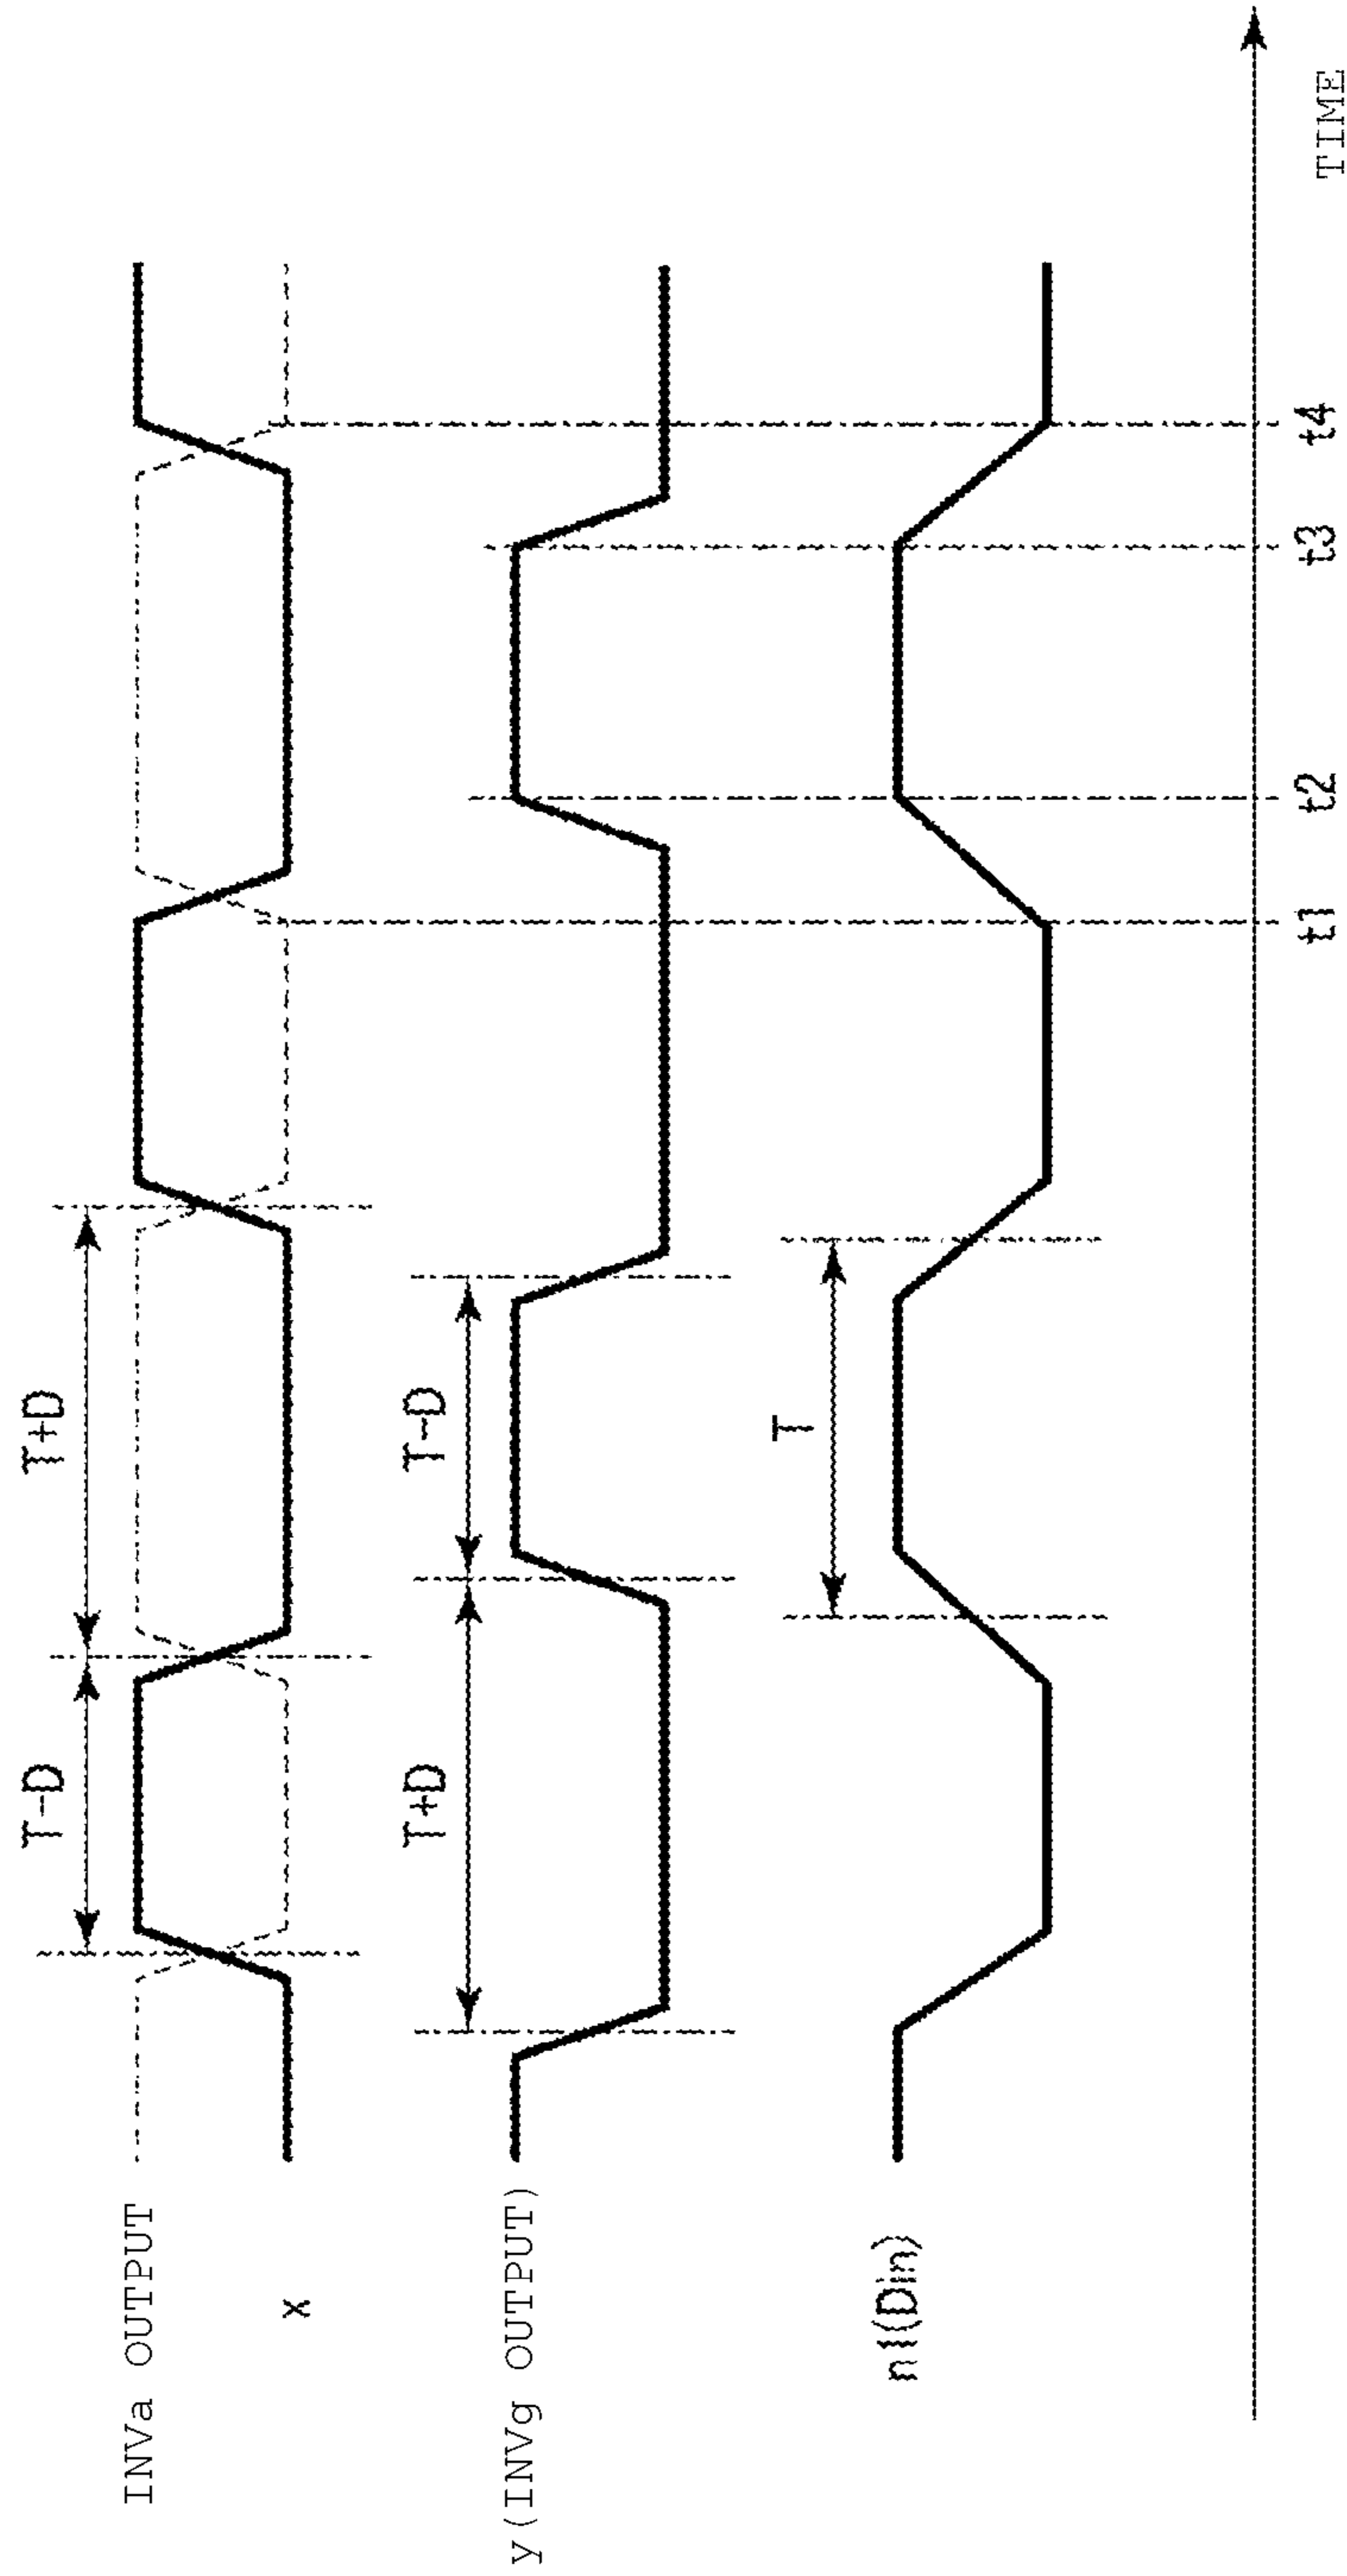 T-D
T+D
INVa OUTPUT
x
T+D
T-D
y(INVg OUTPUT)
T
n1(Din)
t1
t2
t3
t4
TIME